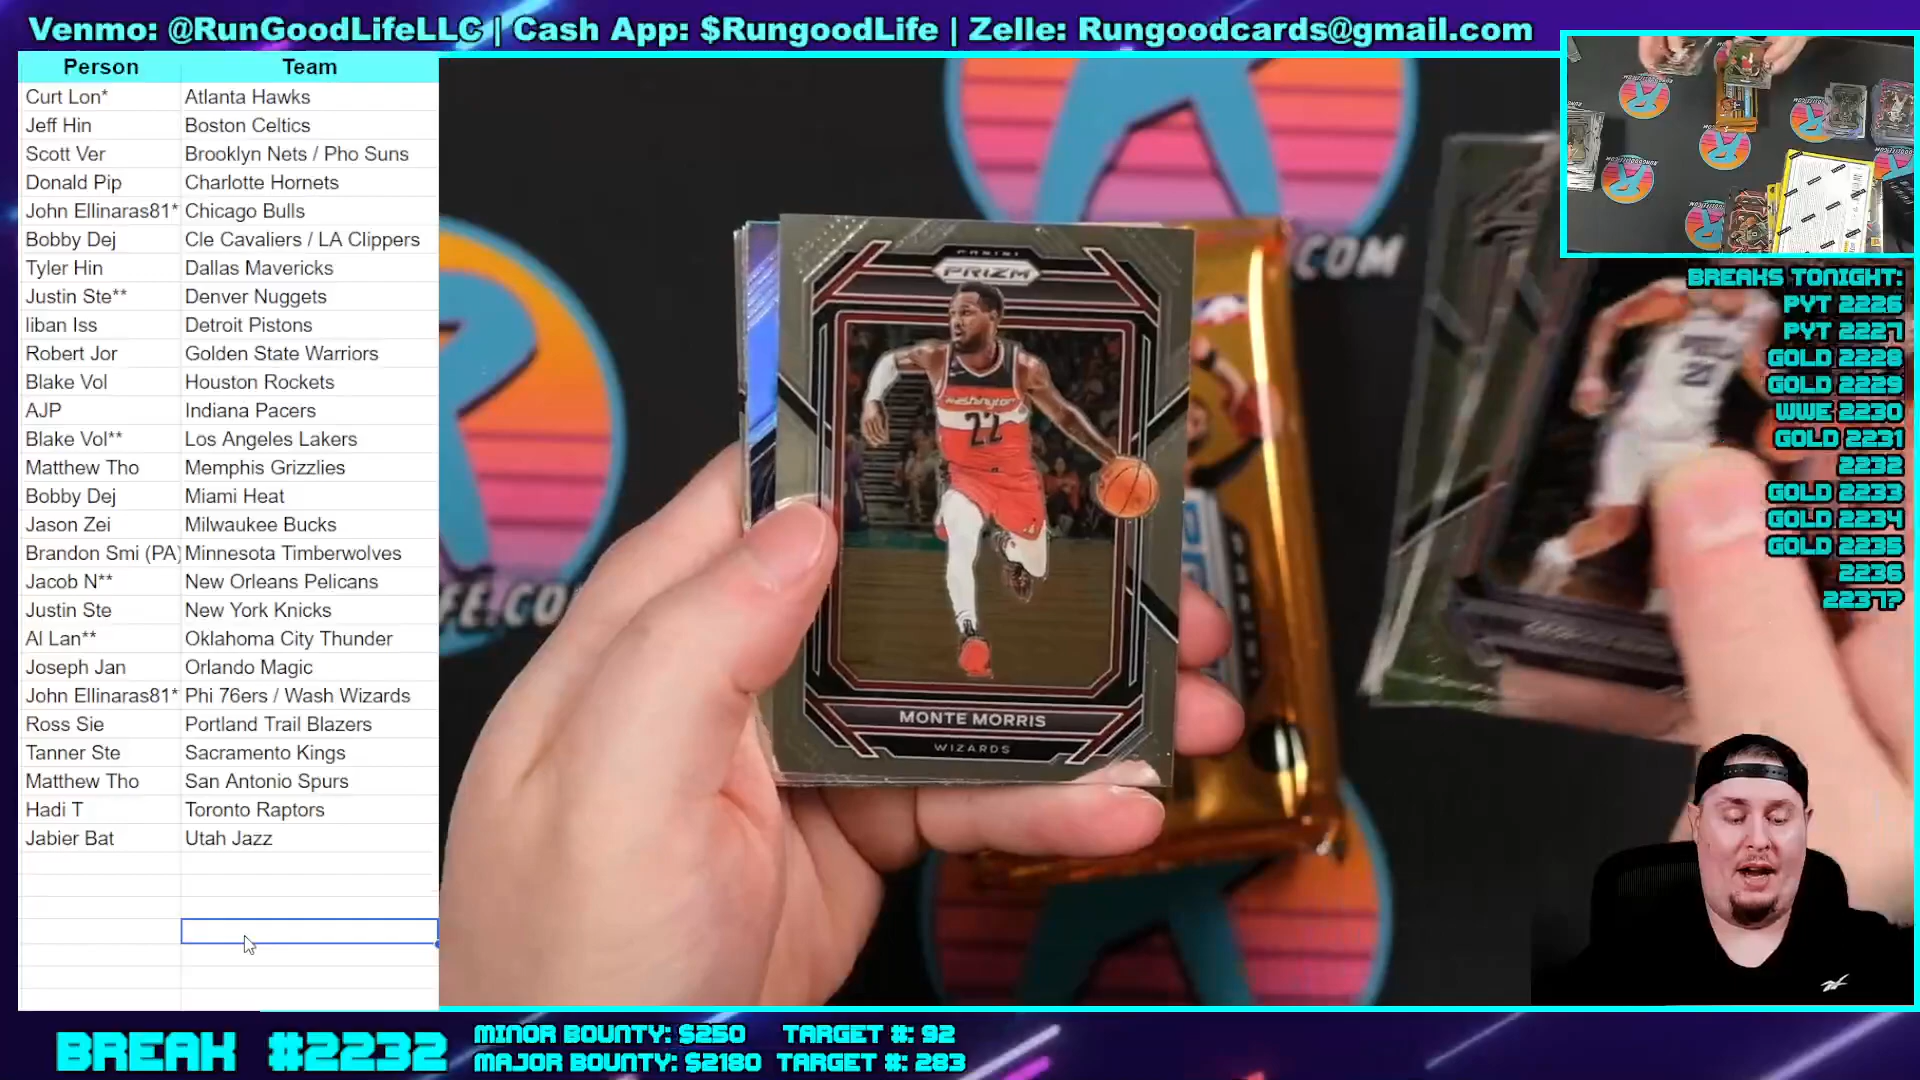 Venmo: @RunGoodLifeLLC | Cash App: $RungoodLife | Zelle: Rungoodcards@gmail.com
Person Team
Curt Lon* Atlanta Hawks
Jeff Hin Boston Celtics
Scott Ver Brooklyn Nets / Pho Suns
Donald Pip Charlotte Hornets
John Ellinaras81* Chicago Bulls
Bobby Dej Cle Cavaliers / LA Clippers
Tyler Hin Dallas Mavericks
Justin Ste** Denver Nuggets
liban Iss Detroit Pistons
Robert Jor Golden State Warriors
Blake Vol Houston Rockets
AJP Indiana Pacers
Blake Vol** Los Angeles Lakers
Matthew Tho Memphis Grizzlies
Bobby Dej Miami Heat
Jason Zei Milwaukee Bucks
Brandon Smi (PA) Minnesota Timberwolves
Jacob N** New Orleans Pelicans
Justin Ste New York Knicks
Al Lan** Oklahoma City Thunder
Joseph Jan Orlando Magic
John Ellinaras81* Phi 76ers / Wash Wizards
Ross Sie Portland Trail Blazers
Tanner Ste Sacramento Kings
Matthew Tho San Antonio Spurs
Hadi T Toronto Raptors
Jabier Bat Utah Jazz
PANINI
PRIZM
Washington
22
MONTE MORRIS
WIZARDS
.COM
FE.CO
21
BREAKS TONIGHT:
PYT 2226
PYT 2227
GOLD 2228
GOLD 2229
WWE 2230
GOLD 2231
2232
GOLD 2233
GOLD 2234
GOLD 2235
2236
2237?
BREAK #2232
MINOR BOUNTY: $250 TARGET #: 92
MAJOR BOUNTY: $2180 TARGET #: 283